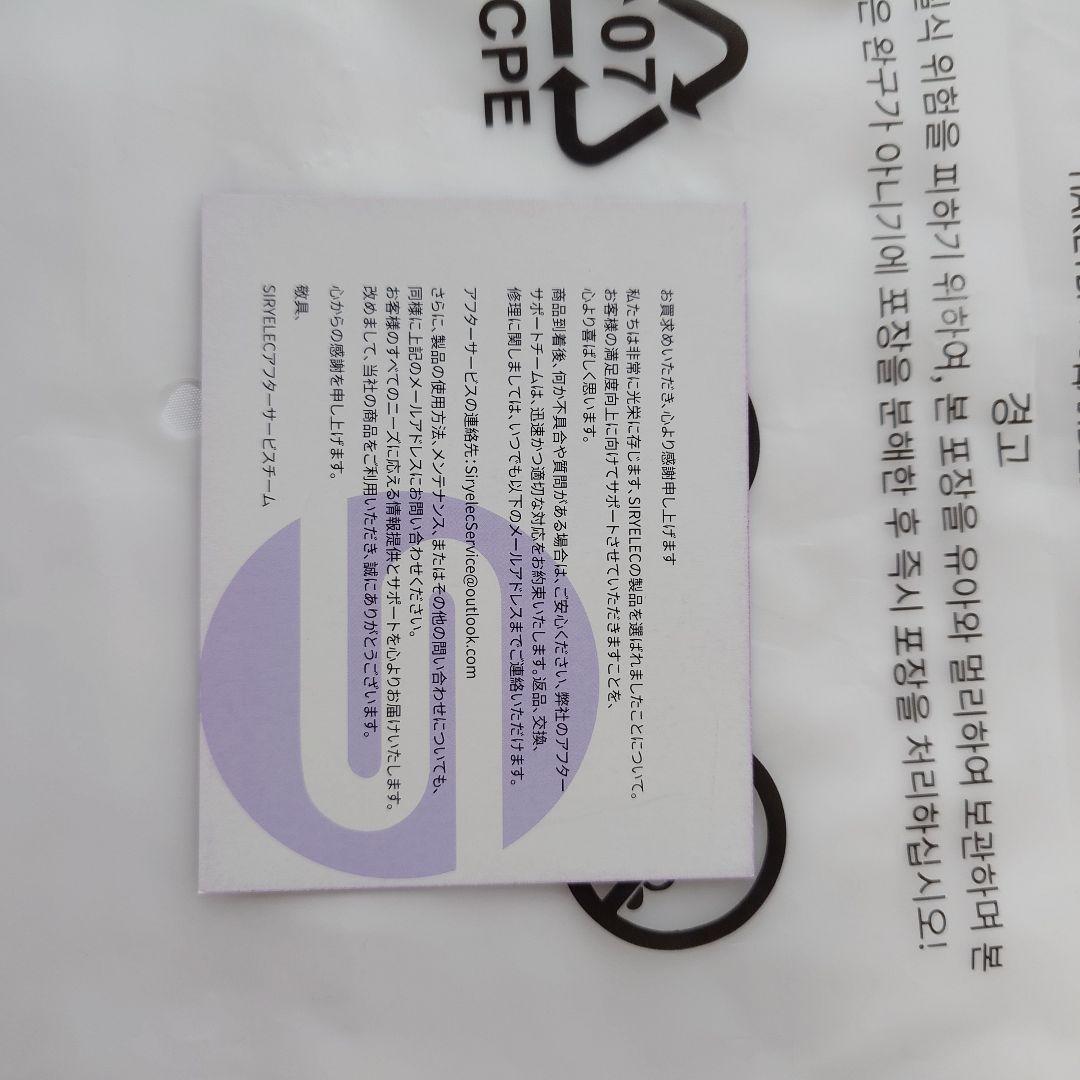 お買求めいただき、心より感謝申し上げます
私たちは非常に光栄に存じます、SIRYELECの製品を選ばれましたことについて。
お客様の満足度向上に向けてサポートさせていただきますことを、
心より喜ばしく思います。
商品到着後、何か不具合や質問がある場合は、ご安心ください、弊社のアフター
サポートチームは、迅速かつ適切な対応をお約束いたします。返品、交換、
修理に関しましては、いつでも以下のメールアドレスまでご連絡いただけます。
アフターサービスの連絡先：SiryelecService@outlook.com
さらに、製品の使用方法、メンテナンス、またはその他の問い合わせについても、
同様に上記のメールアドレスにお問い合わせください。
お客様のすべてのニーズに応える情報提供とサポートを心よりお届けいたします。
改めまして、当社の商品をご利用いただき、誠にありがとうございます。
心からの感謝を申し上げます。
敬具、
SIRYELECアフターサービスチーム
경고
위험을 피하기 위하여, 본 포장을 유아와 멀리하여 보관하며 본
은 완구가 아니기에 포장을 분해한 후 즉시 포장을 처리하십시오!
07
CPE